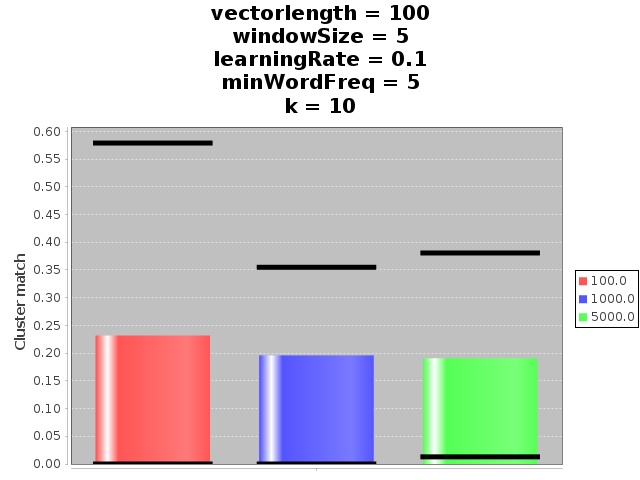 vectorlength = 100
windowSize = 5
learningRate = 0.1
minWordFreq = 5
k = 10
0.60
0.55
0.50
0.45
0.40
0.35
0.30
0.25
0.20
0.15
0.10
0.05
0.00
Cluster match
100.0
1000.0
5000.0